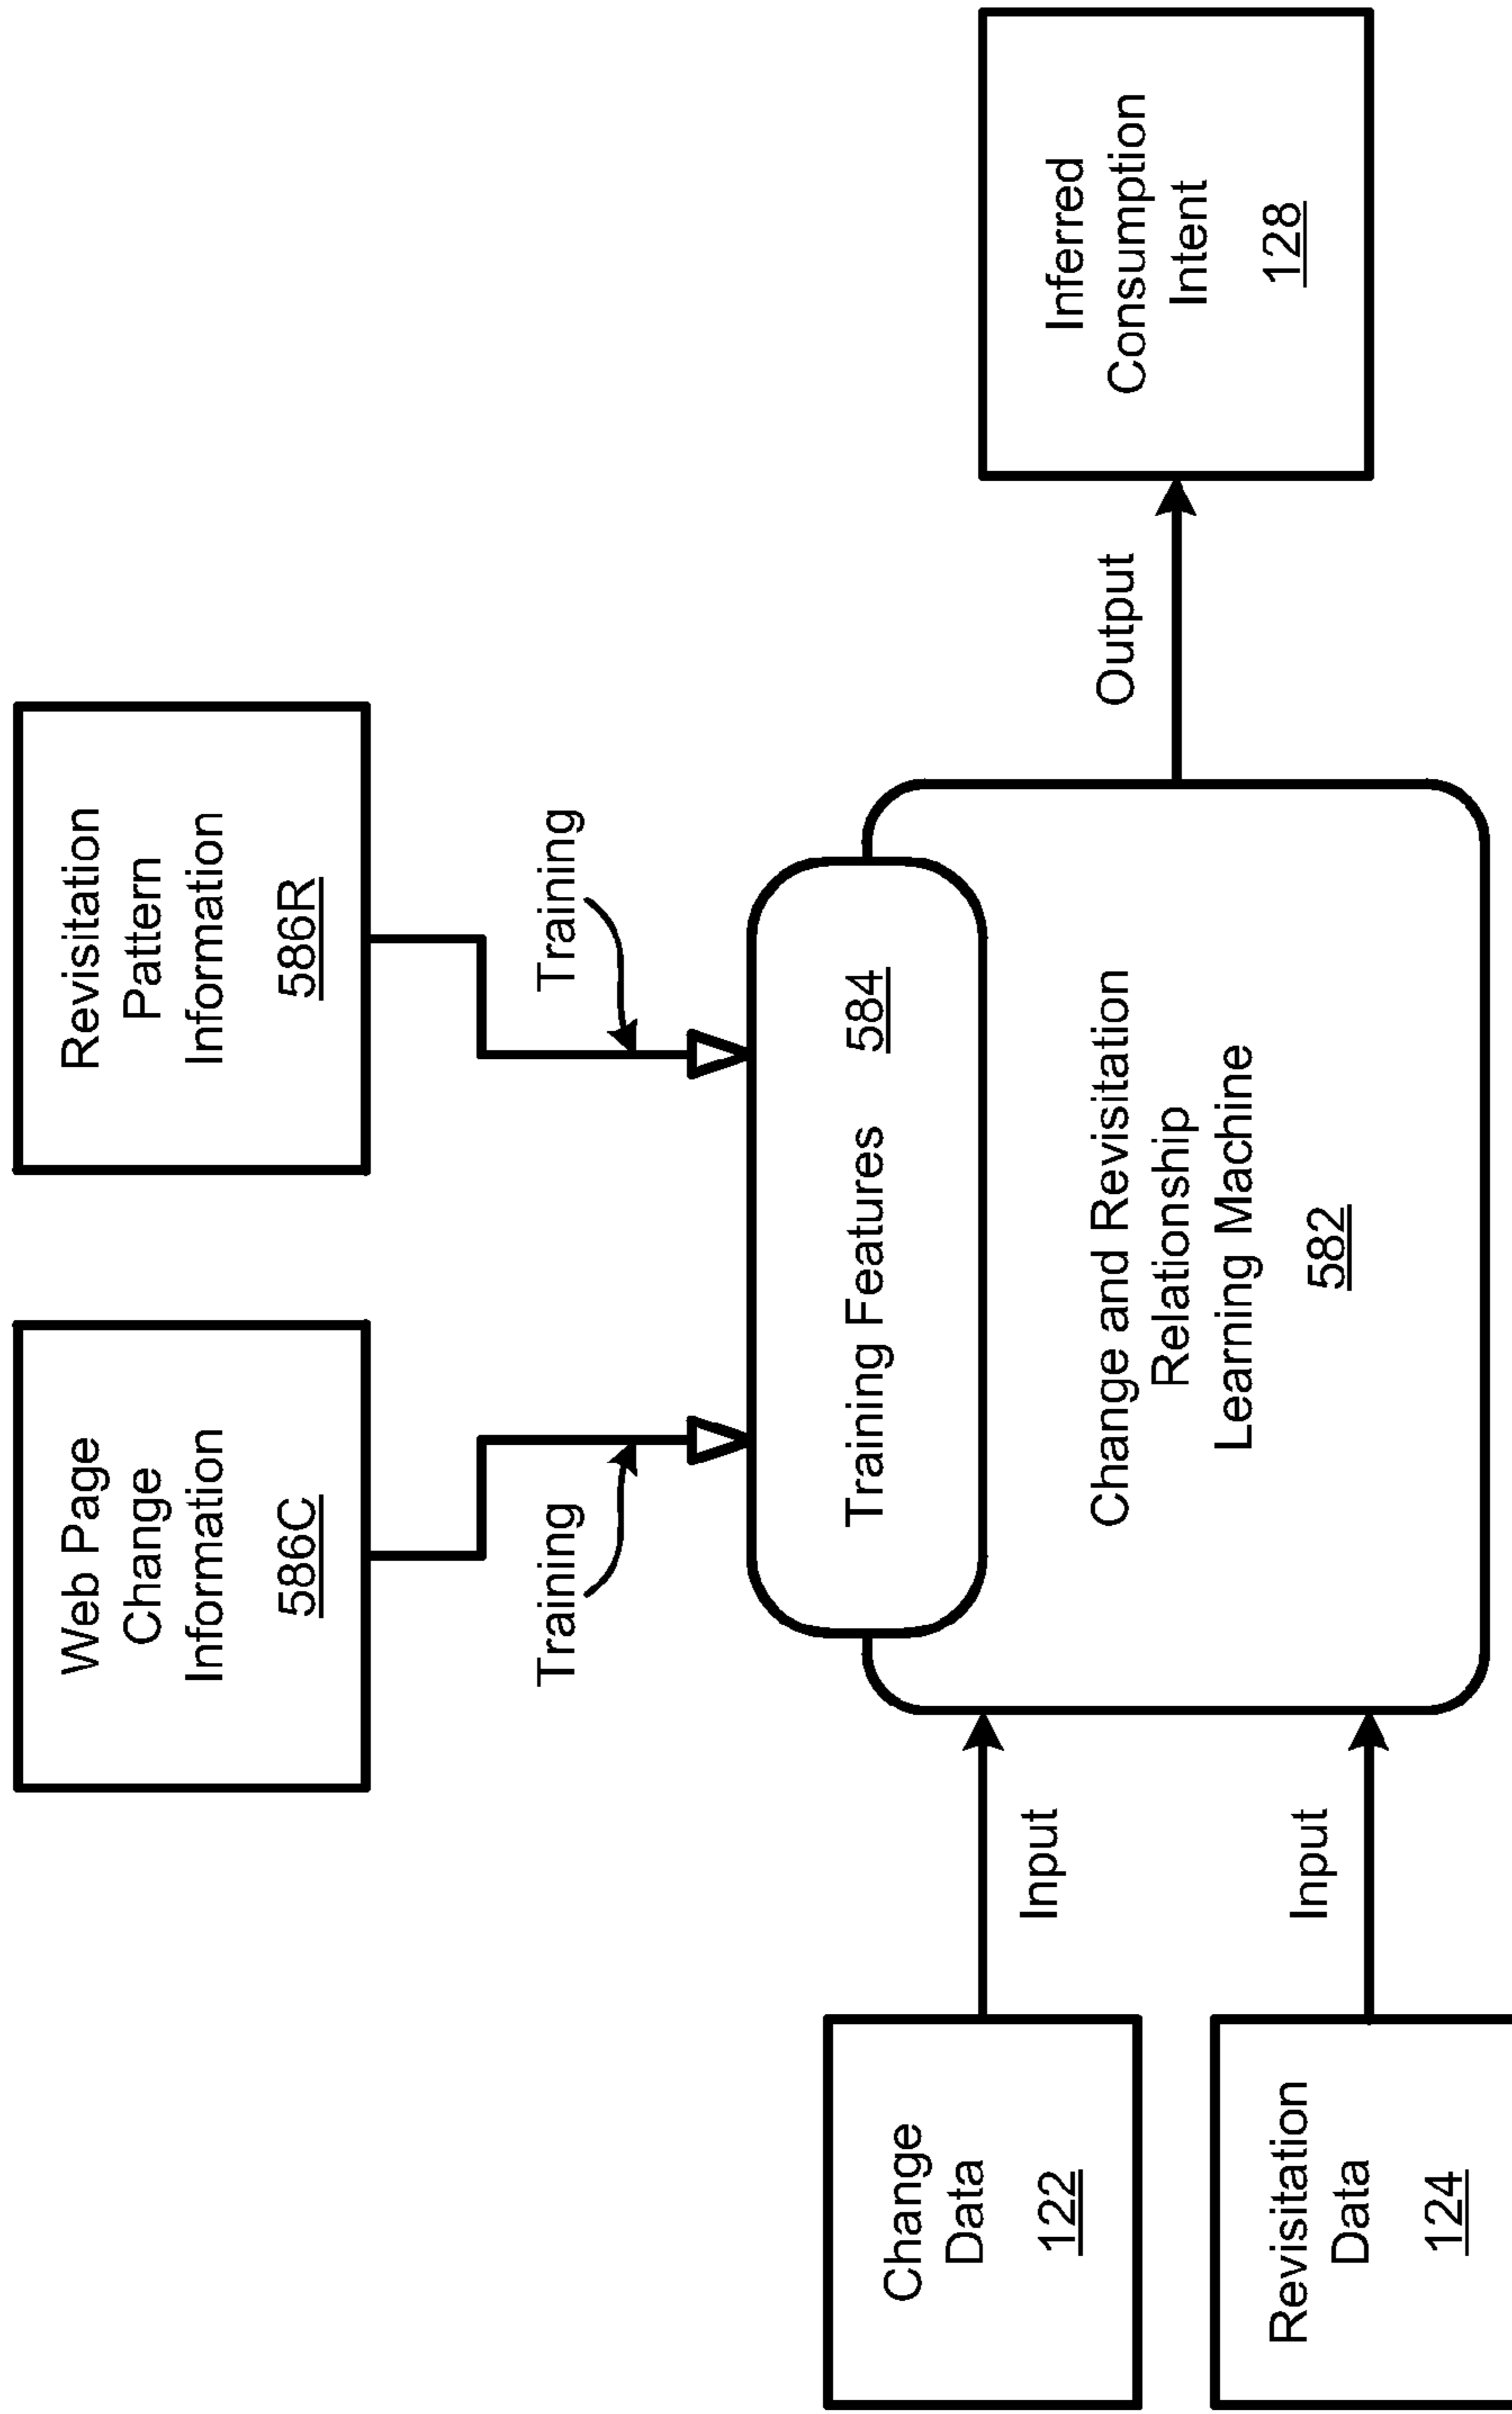 Web Page
Change
Information
586C
Revisitation
Pattern
Information
586R
Training
Training
Training Features 584
Change and Revisitation
Relationship
Learning Machine
582
Change
Data
122
Input
Revisitation
Data
124
Input
Output
Inferred
Consumption
Intent
128